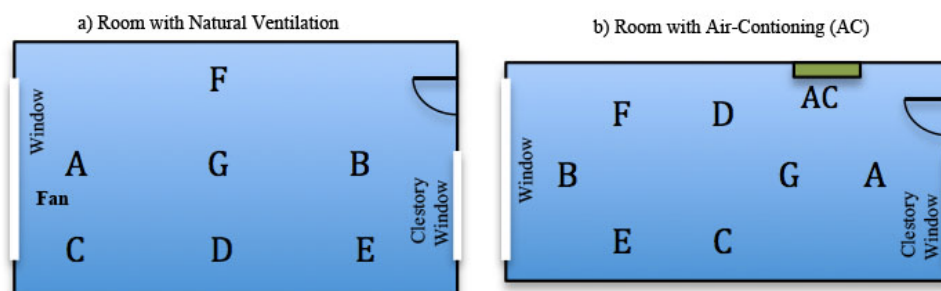 a) Room with Natural Ventilation
F
Window
A
G
B
Fan
Clestory
Window
C
D
E
b) Room with Air-Contioning (AC)
AC
F
D
Window
B
G
A
Clestory
Window
E
C